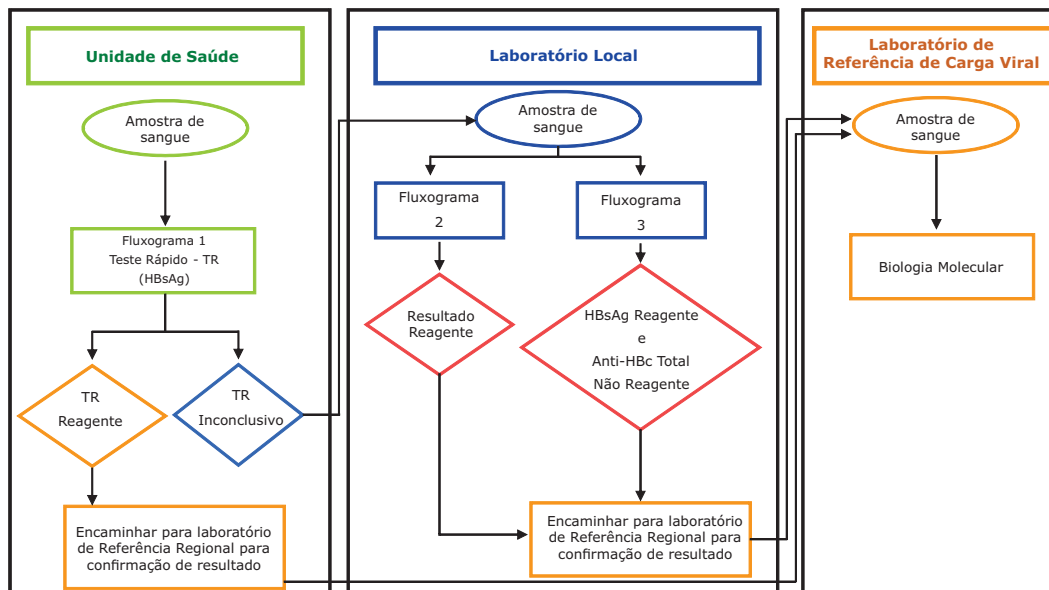 Unidade de Saúde
Amostra de
sangue
Fluxograma 1
Teste Rápido - TR
(HBsAg)
TR
Reagente
TR
Inconclusivo
Encaminhar para laboratório
de Referência Regional para
confirmação de resultado
Laboratório Local
Amostra de
sangue
Fluxograma
2
Fluxograma
3
Resultado
Reagente
HBsAg Reagente
e
Anti-HBc Total
Não Reagente
Encaminhar para laboratório
de Referência Regional para
confirmação de resultado
Laboratório de
Referência de Carga Viral
Amostra de
sangue
Biologia Molecular